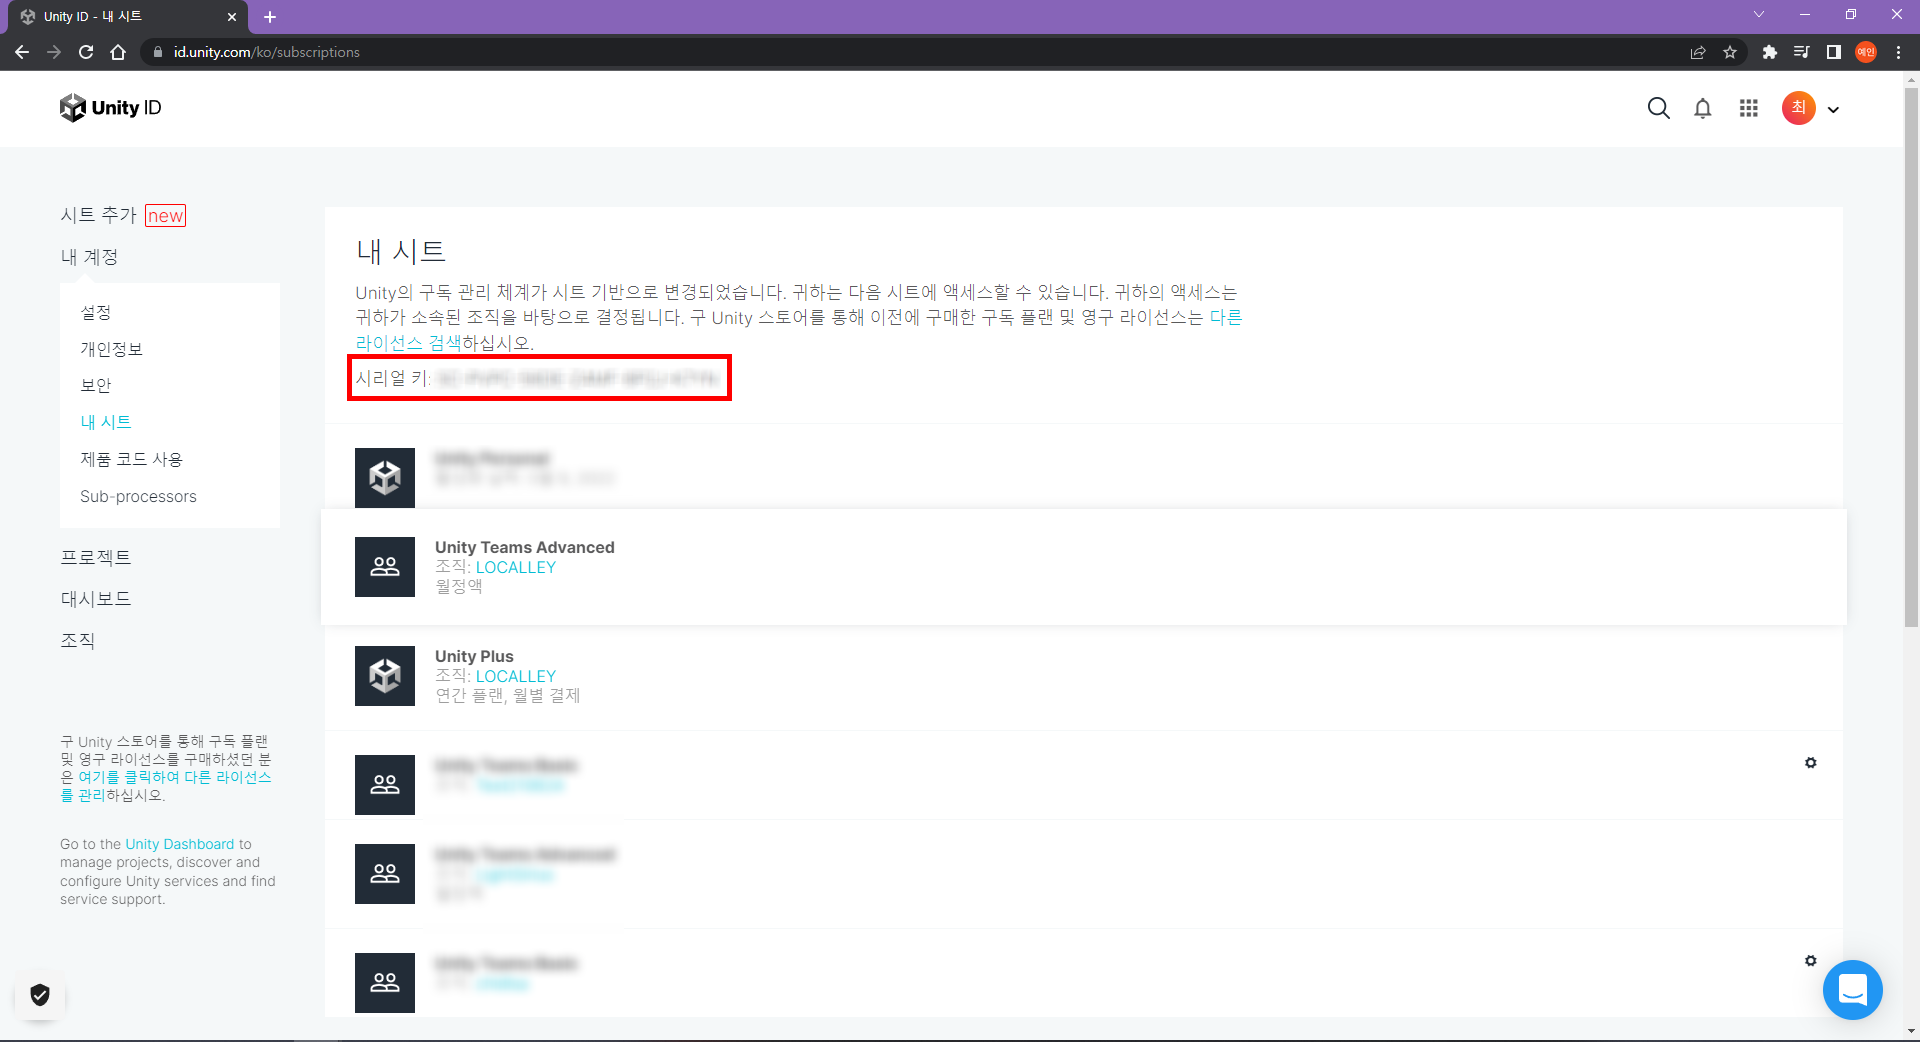 Unity ID - 내 시트
id.unity.com/ko/subscriptions
예인
Unity ID
최
시트 추가 new
내 계정
설정
개인정보
보안
내 시트
제품 코드 사용
Sub-processors
프로젝트
대시보드
조직
구 Unity 스토어를 통해 구독 플랜
및 영구 라이선스를 구매하셨던 분
은 여기를 클릭하여 다른 라이선스
를 관리하십시오.
Go to the Unity Dashboard to
manage projects, discover and
configure Unity services and find
service support.
내 시트
Unity의 구독 관리 체계가 시트 기반으로 변경되었습니다. 귀하는 다음 시트에 액세스할 수 있습니다. 귀하의 액세스는
귀하가 소속된 조직을 바탕으로 결정됩니다. 구 Unity 스토어를 통해 이전에 구매한 구독 플랜 및 영구 라이선스는 다른
라이선스 검색하십시오.
시리얼 키:
Unity Teams Advanced
조직: LOCALLEY
월정액
Unity Plus
조직: LOCALLEY
연간 플랜, 월별 결제